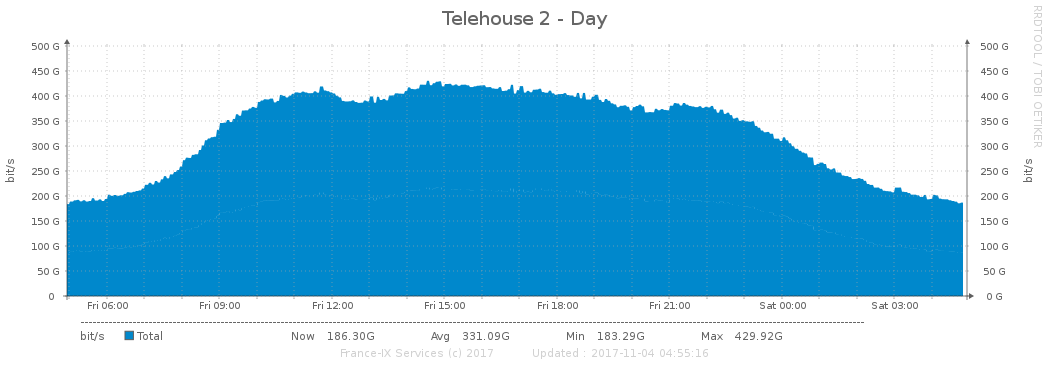 Telehouse 2 - Day
RRDTOOL / TOBI OETIKER
bit/s
500 G 500 G
450 G 450 G
400 G 400 G
350 G 350 G
300 G 300 G
250 G 250 G
200 G 200 G
150 G 150 G
100 G 100 G
50 G 50 G
0 0 G
bit/s
Fri 06:00 Fri 09:00 Fri 12:00 Fri 15:00 Fri 18:00 Fri 21:00 Sat 00:00 Sat 03:00
bit/s Total Now 186.30G Avg 331.09G Min 183.29G Max 429.92G
France-IX Services (c) 2017 Updated : 2017-11-04 04:55:16